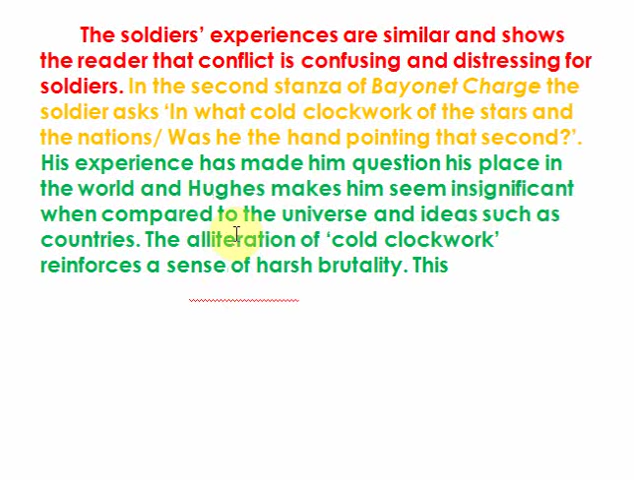 The soldiers’ experiences are similar and shows
the reader that conflict is confusing and distressing for
soldiers. In the second stanza of Bayonet Charge the
soldier asks ‘In what cold clockwork of the stars and
the nations/ Was he the hand pointing that second?’.
His experience has made him question his place in
the world and Hughes makes him seem insignificant
when compared to the universe and ideas such as
countries. The alliteration of ‘cold clockwork’
reinforces a sense of harsh brutality. This